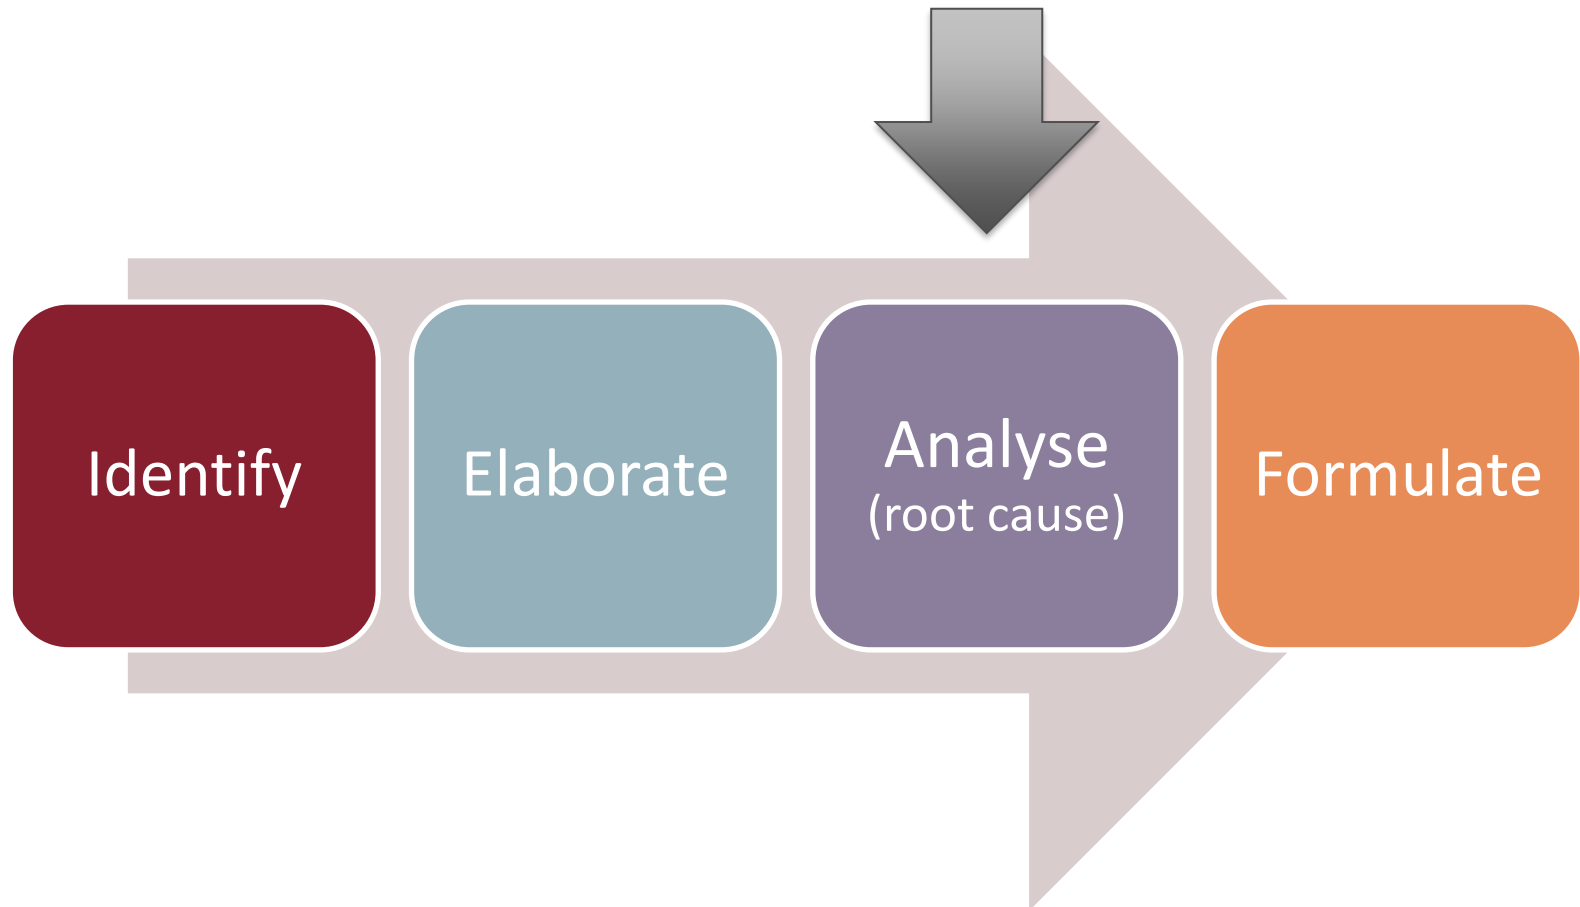 Identify
Elaborate
Analyse
(root cause)
Formulate